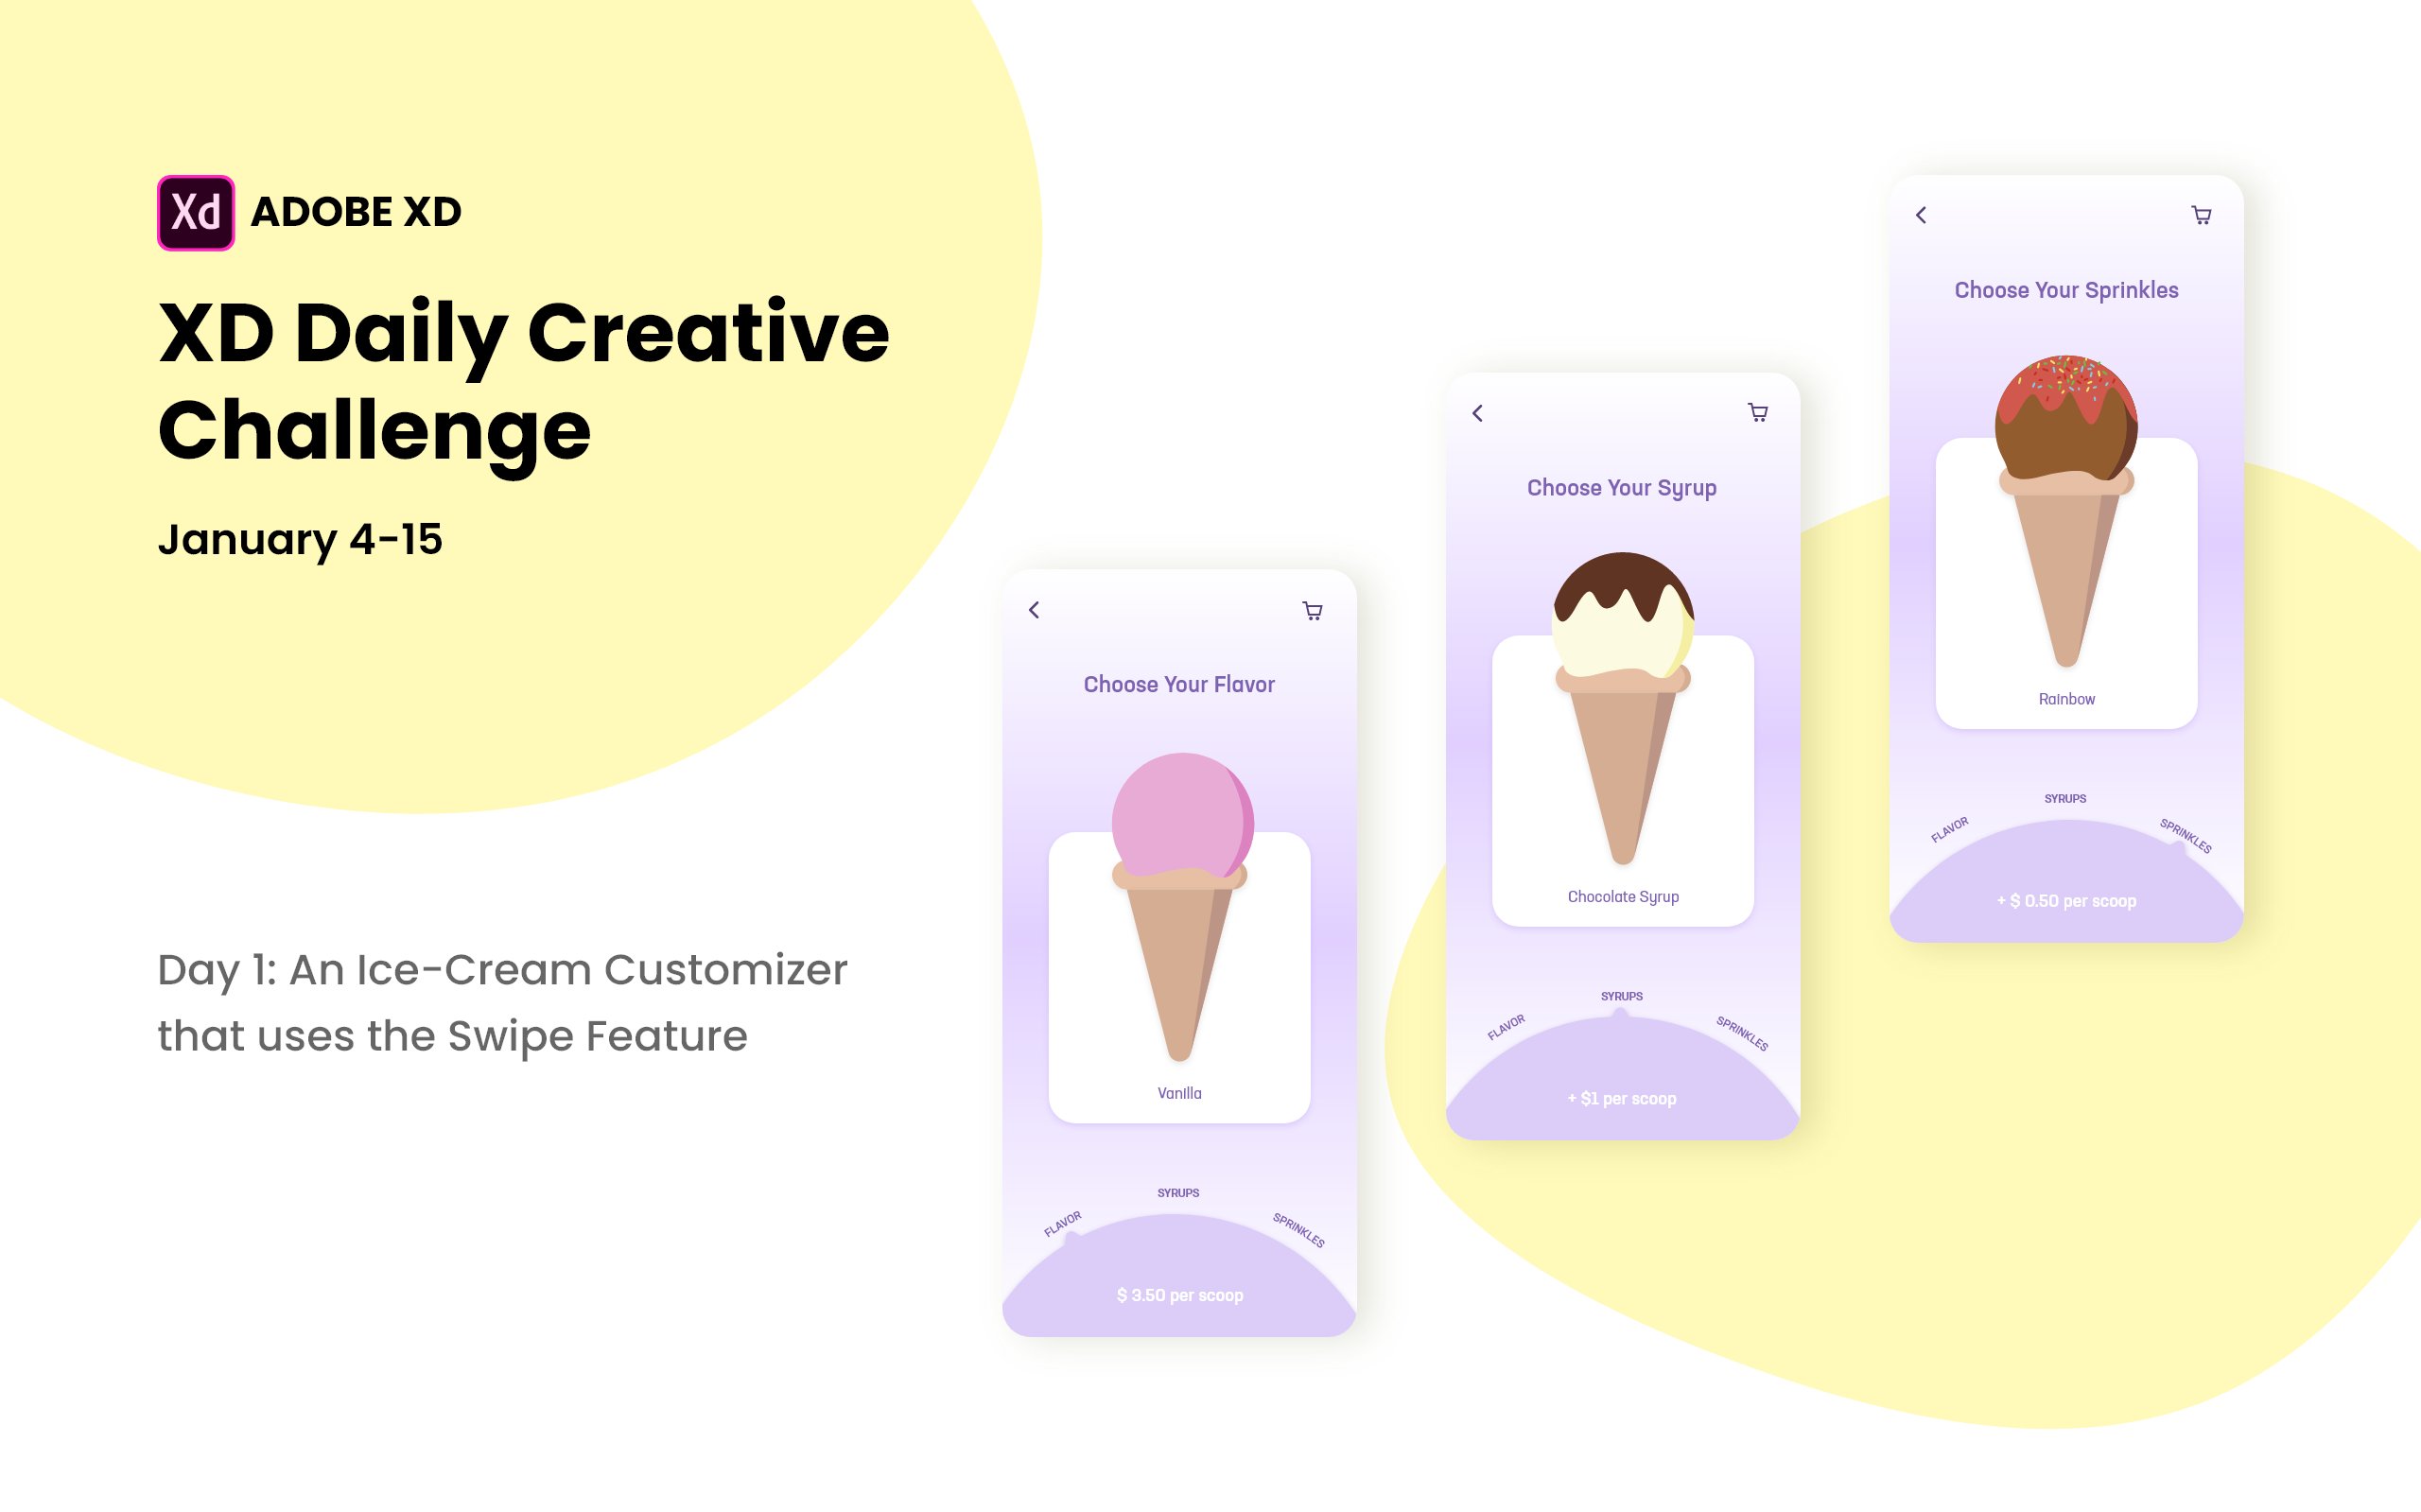 Xd ADOBE XD
XD Daily Creative
Challenge
January 4-15
Day 1: An Ice-Cream Customizer
that uses the Swipe Feature
Choose Your Flavor
Vanilla
FLAVOR
SYRUPS
SPRINKLES
$ 3.50 per scoop
Choose Your Syrup
Chocolate Syrup
FLAVOR
SYRUPS
SPRINKLES
+ $1 per scoop
Choose Your Sprinkles
Rainbow
FLAVOR
SYRUPS
SPRINKLES
+ $ 0.50 per scoop